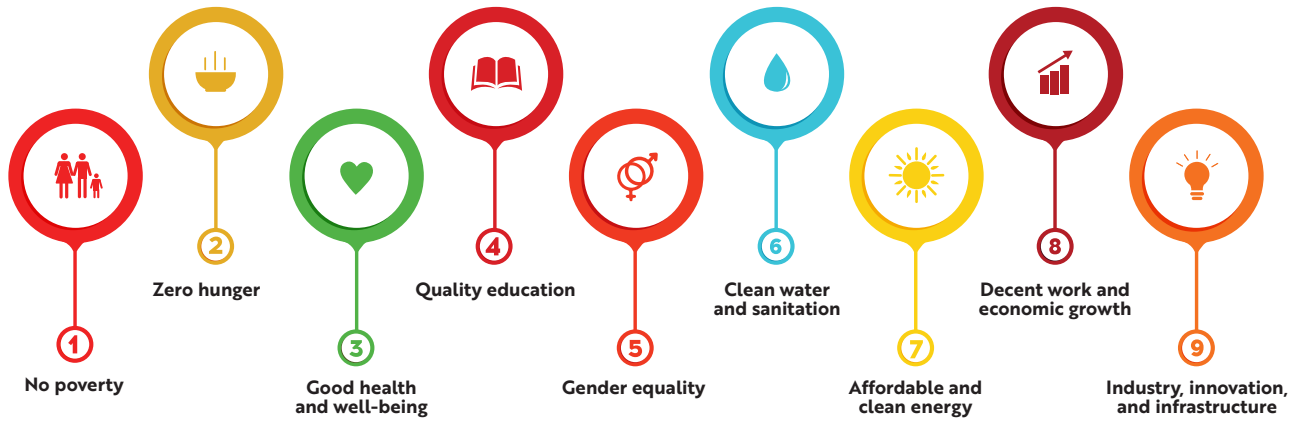 1
No poverty
2
Zero hunger
3
Good health
and well-being
4
Quality education
5
Gender equality
6
Clean water
and sanitation
7
Affordable and
clean energy
8
Decent work and
economic growth
9
Industry, innovation,
and infrastructure